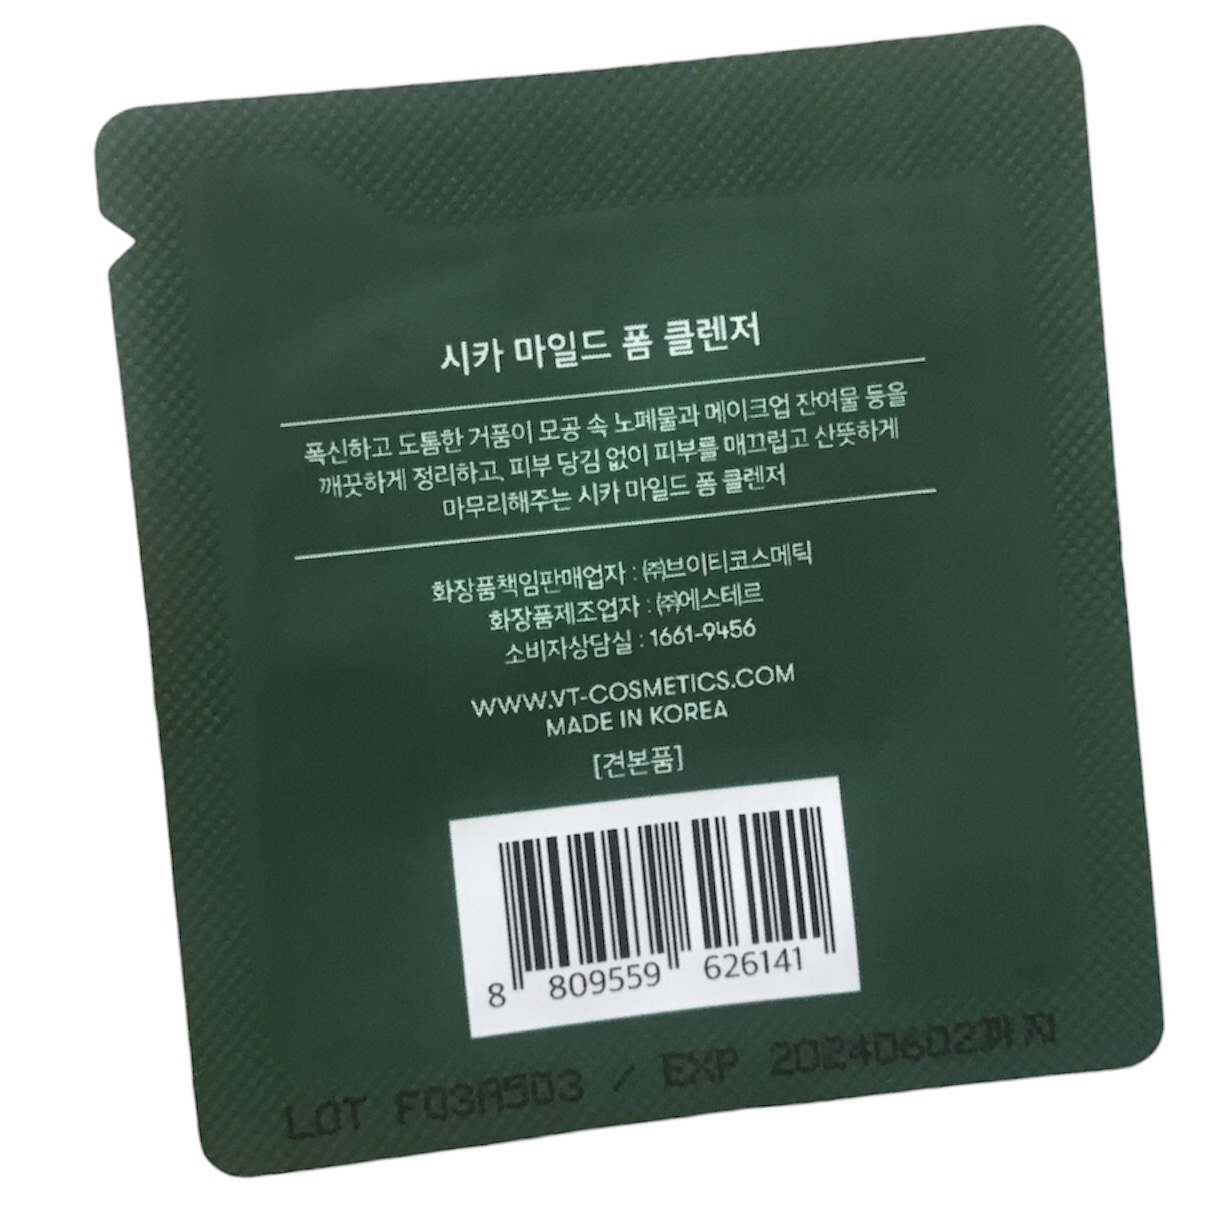 시카 마일드 폼 클렌저
폭신하고 도톰한 거품이 모공 속 노폐물과 메이크업 잔여물 등을
깨끗하게 정리하고, 피부 당김 없이 피부를 매끄럽고 산뜻하게
마무리해주는 시카 마일드 폼 클렌저
화장품책임판매업자 : ㈜브이티코스메틱
화장품제조업자 : ㈜에스테르
소비자상담실 : 1661-9456
WWW.VT-COSMETICS.COM
MADE IN KOREA
[견본품]
8 809559 626141
LOT F03A503 / EXP 20240602까지